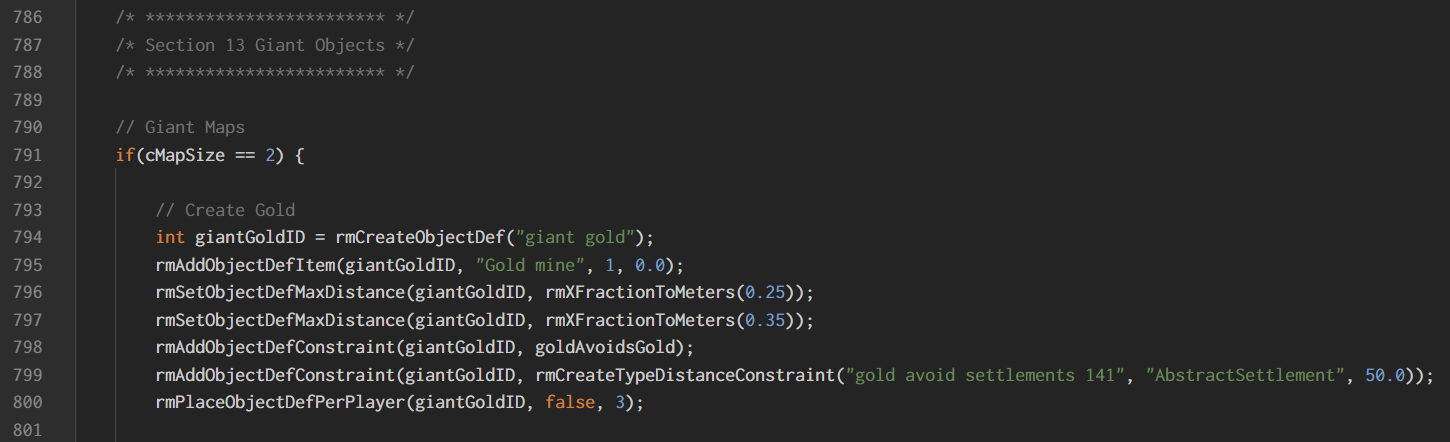 786 /* ************************ */
787 /* Section 13 Giant Objects */
788 /* ************************ */
789
790 // Giant Maps
791 if(cMapSize == 2) {
792
793 // Create Gold
794 int giantGoldID = rmCreateObjectDef("giant gold");
795 rmAddObjectDefItem(giantGoldID, "Gold mine", 1, 0.0);
796 rmSetObjectDefMaxDistance(giantGoldID, rmXFractionToMeters(0.25));
797 rmSetObjectDefMaxDistance(giantGoldID, rmXFractionToMeters(0.35));
798 rmAddObjectDefConstraint(giantGoldID, goldAvoidsGold);
799 rmAddObjectDefConstraint(giantGoldID, rmCreateTypeDistanceConstraint("gold avoid settlements 141", "AbstractSettlement", 50.0));
800 rmPlaceObjectDefPerPlayer(giantGoldID, false, 3);
801